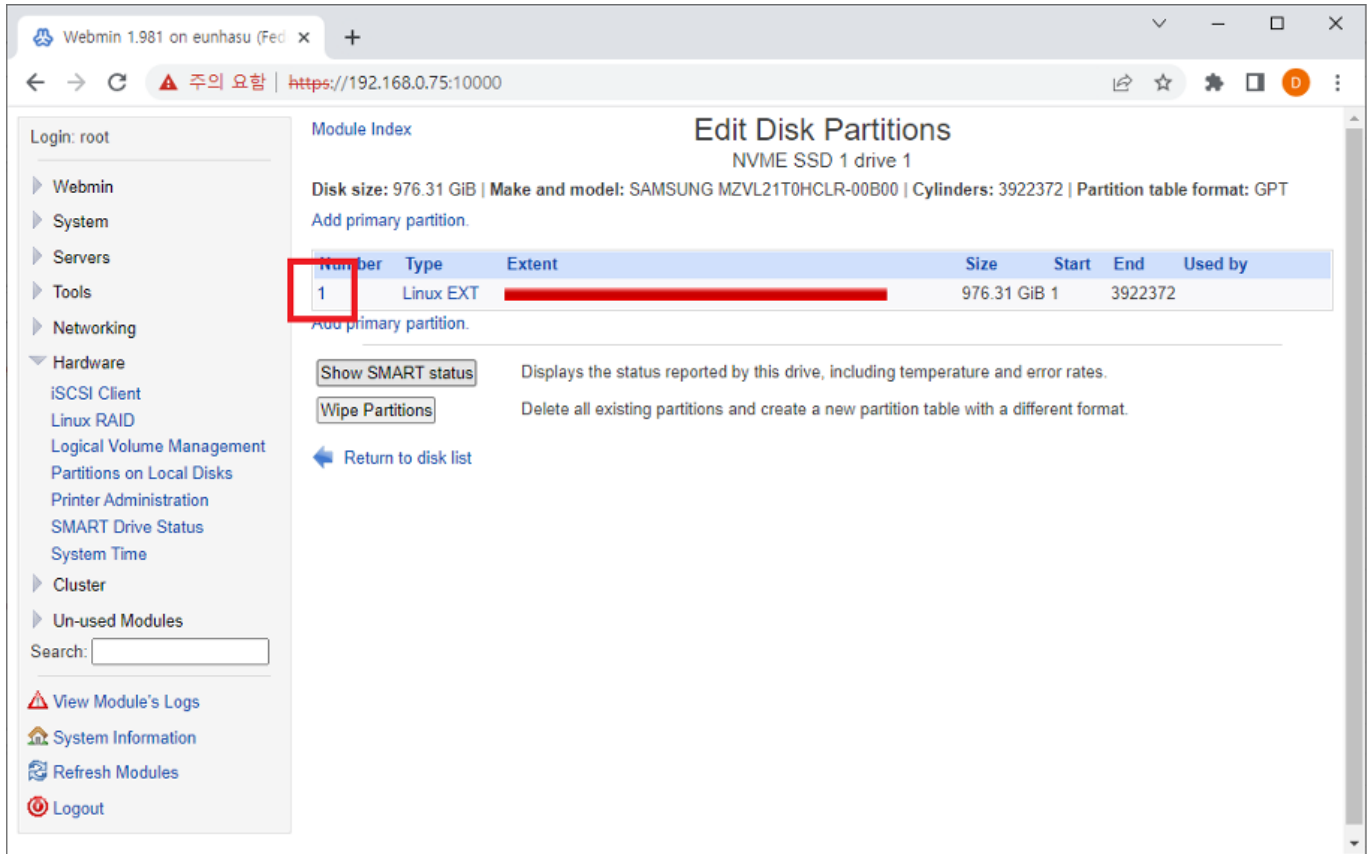 Webmin 1.981 on eunhasu (Fed
주의 요함 | https://192.168.0.75:10000
D
Login: root
Webmin
System
Servers
Tools
Networking
Hardware
iSCSI Client
Linux RAID
Logical Volume Management
Partitions on Local Disks
Printer Administration
SMART Drive Status
System Time
Cluster
Un-used Modules
Search:
View Module's Logs
System Information
Refresh Modules
Logout
Module Index
Edit Disk Partitions
NVME SSD 1 drive 1
Disk size: 976.31 GiB | Make and model: SAMSUNG MZVL21T0HCLR-00B00 | Cylinders: 3922372 | Partition table format: GPT
Add primary partition.
Number Type Extent Size Start End Used by
1 Linux EXT 976.31 GiB 1 3922372
Add primary partition.
Show SMART status Displays the status reported by this drive, including temperature and error rates.
Wipe Partitions Delete all existing partitions and create a new partition table with a different format.
Return to disk list